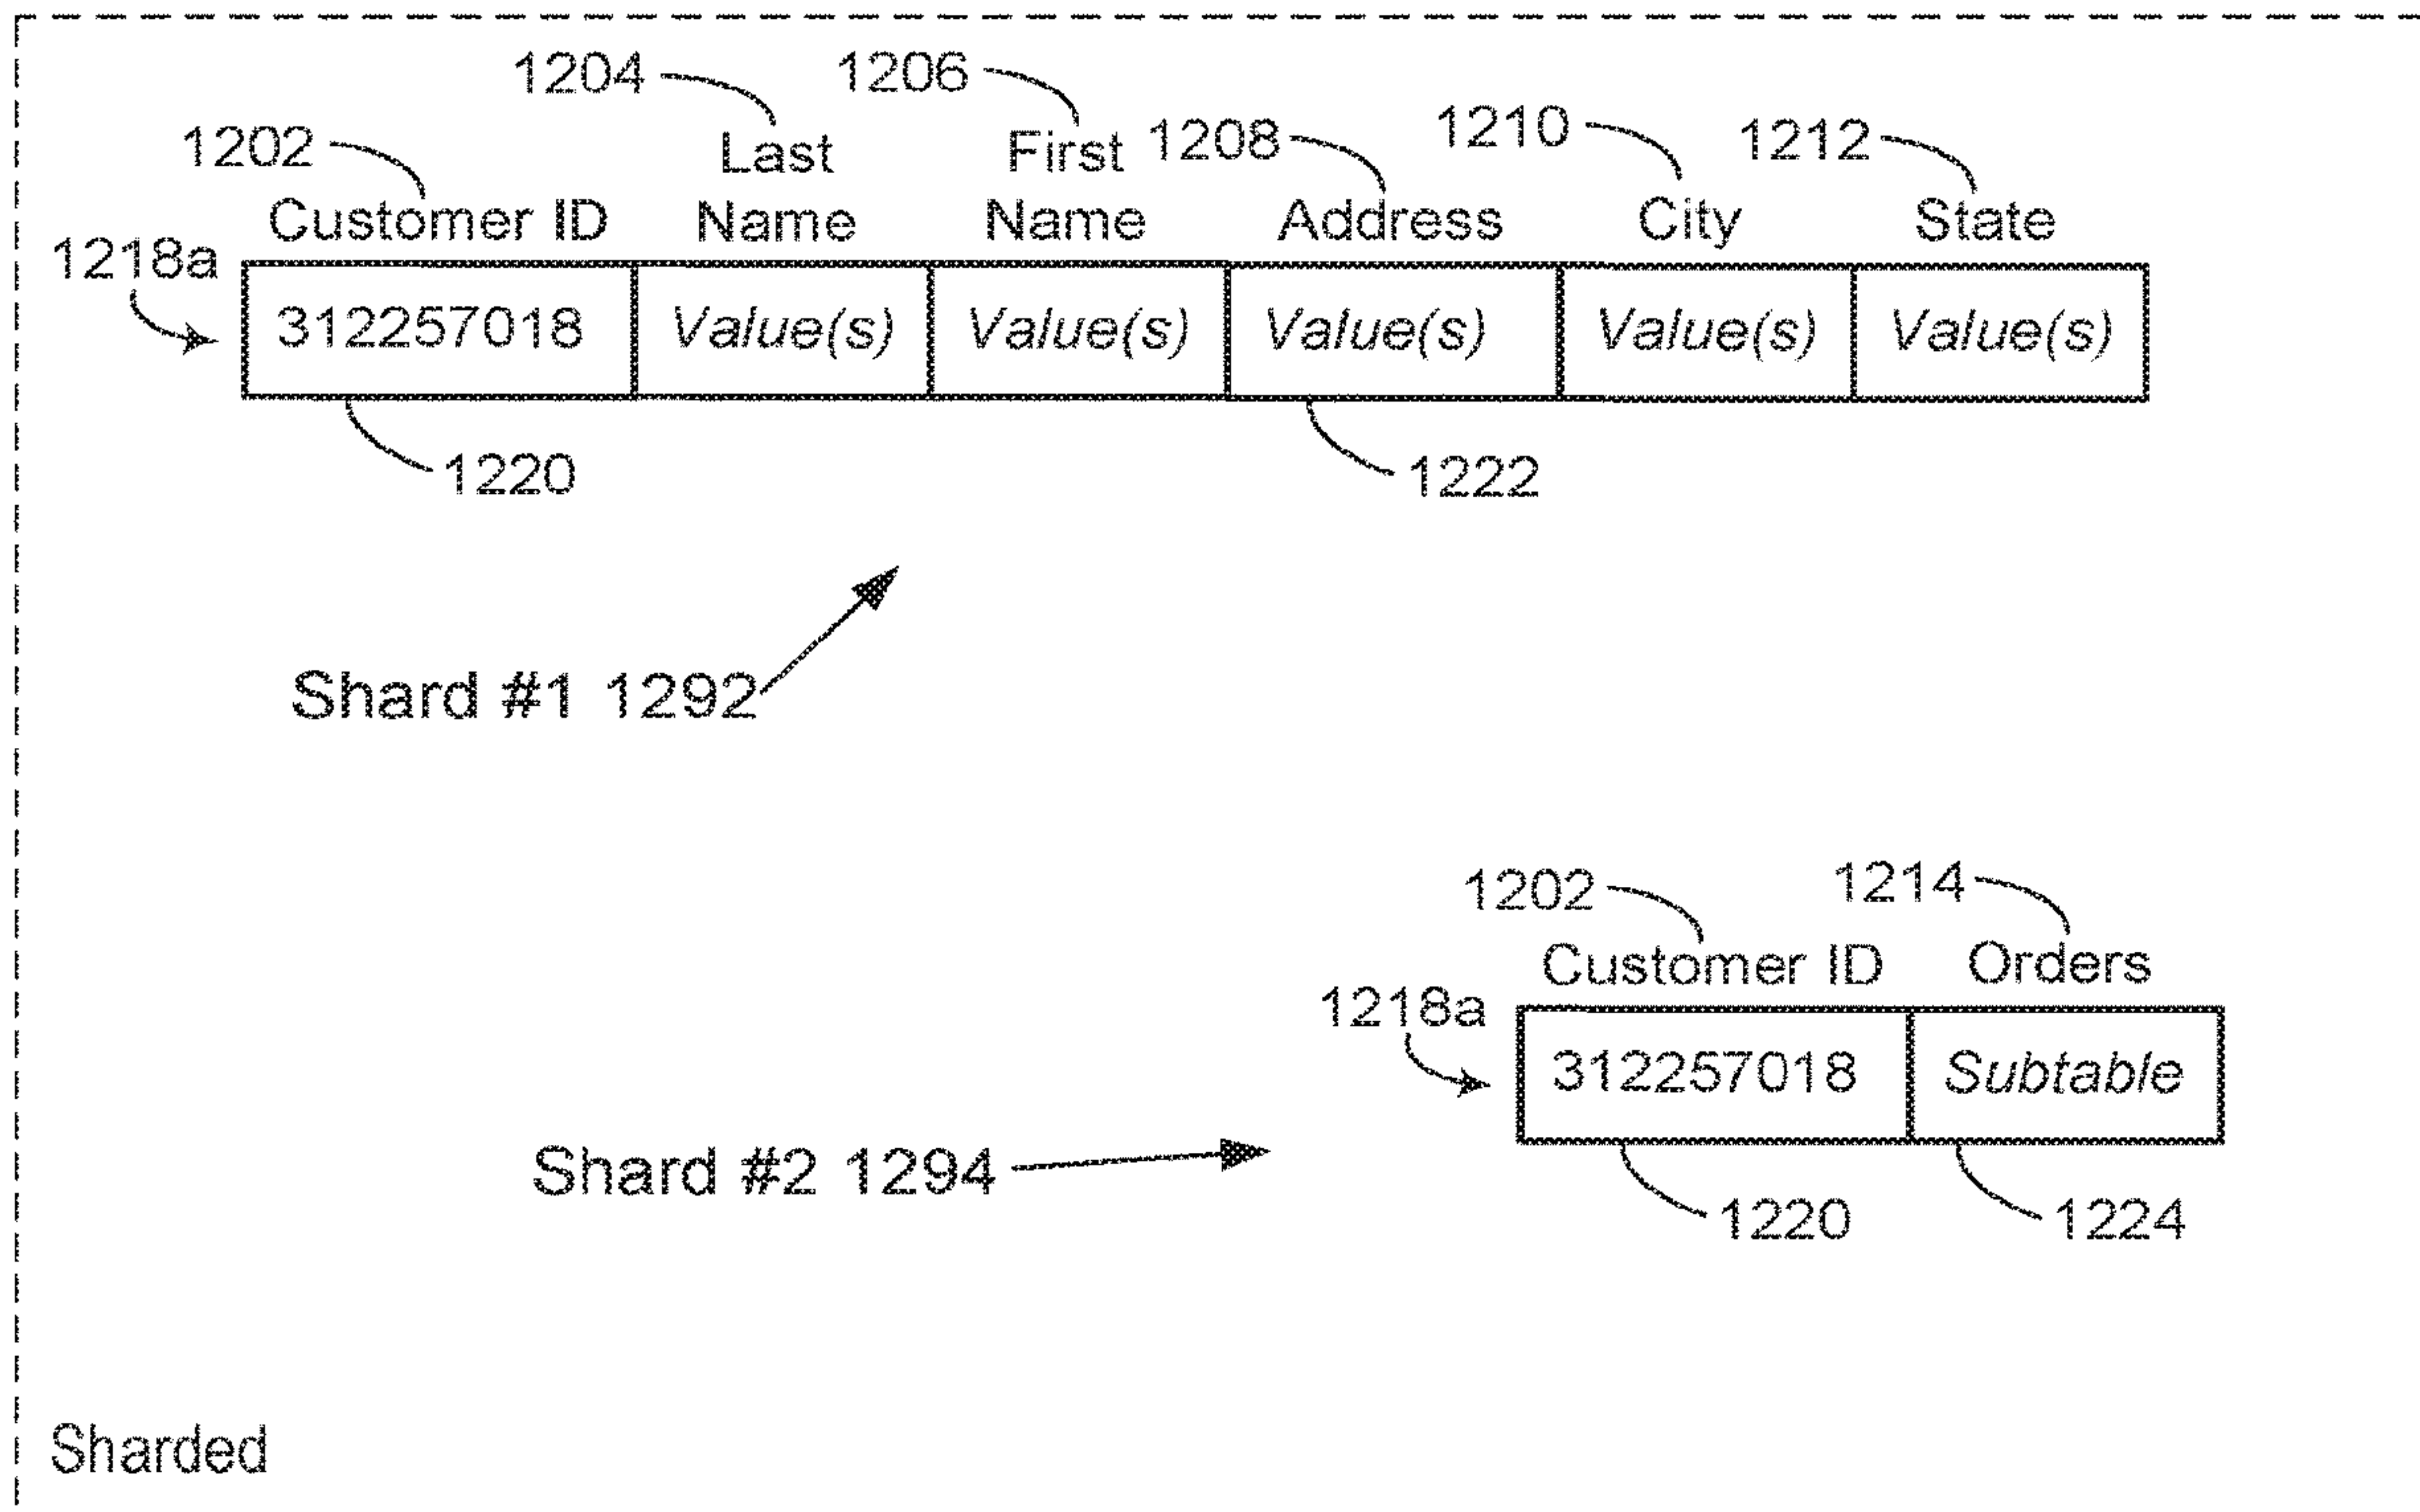 1204 1206
1202 Last First 1208 1210 1212
Customer ID Name Name Address City State
1218a
312257018 Value(s) Value(s) Value(s) Value(s) Value(s)
1220 1222
Shard #1 1292
1202 1214
Customer ID Orders
1218a
312257018 Subtable
Shard #2 1294
1220 1224
Sharded